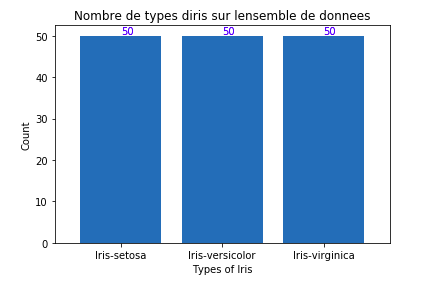 Nombre de types diris sur lensemble de donnees
50 50 50
50
40
30
20
10
0
Count
Iris-setosa Iris-versicolor Iris-virginica
Types of Iris